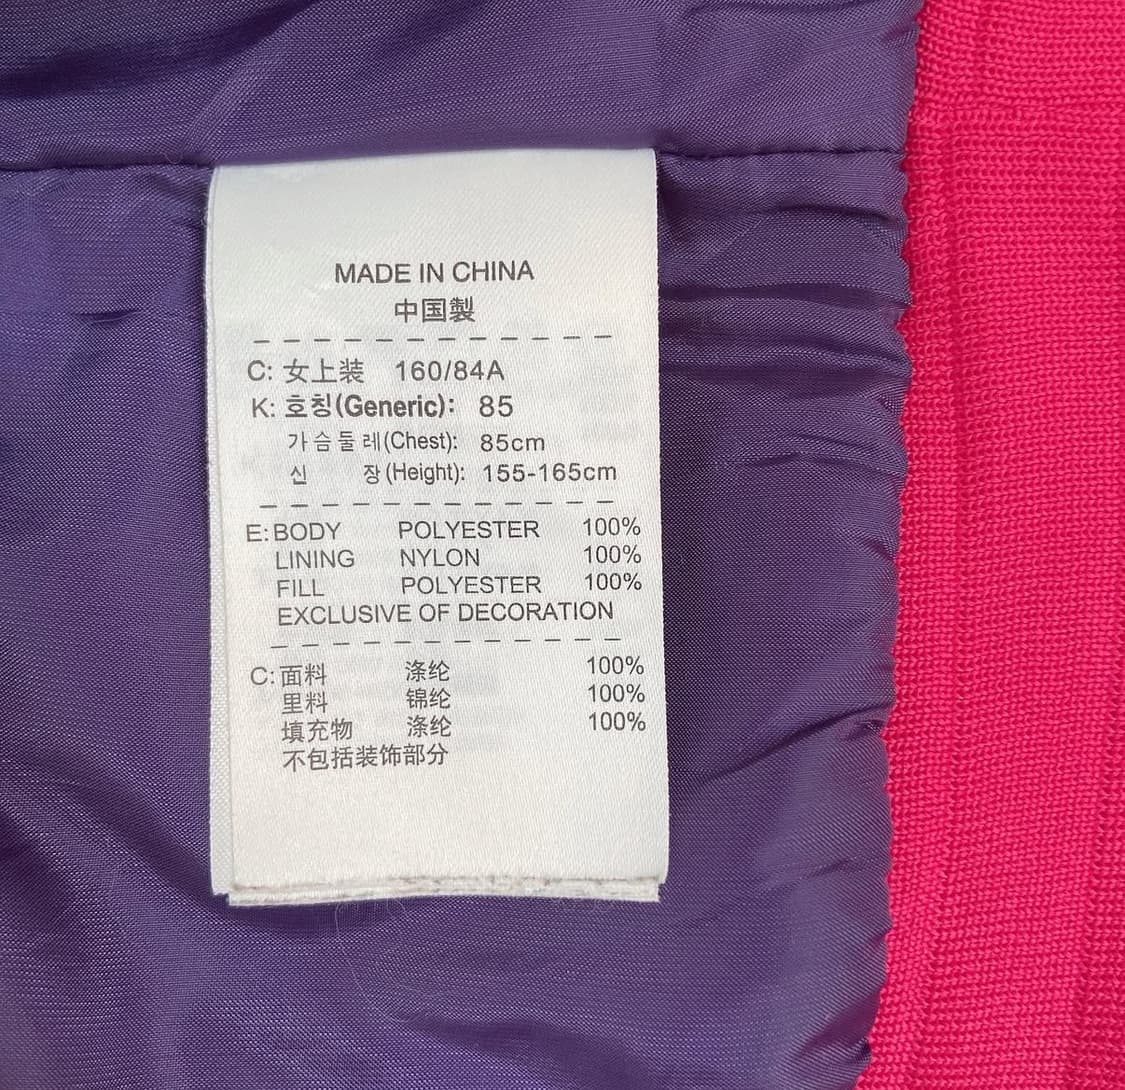 MADE IN CHINA
中国製
C: 女上装 160/84A
K: 호칭(Generic): 85
가슴둘레(Chest): 85cm
신 장(Height): 155-165cm
E: BODY POLYESTER 100%
LINING NYLON 100%
FILL POLYESTER 100%
EXCLUSIVE OF DECORATION
C: 面料 涤纶 100%
里料 锦纶 100%
填充物 涤纶 100%
不包括装饰部分